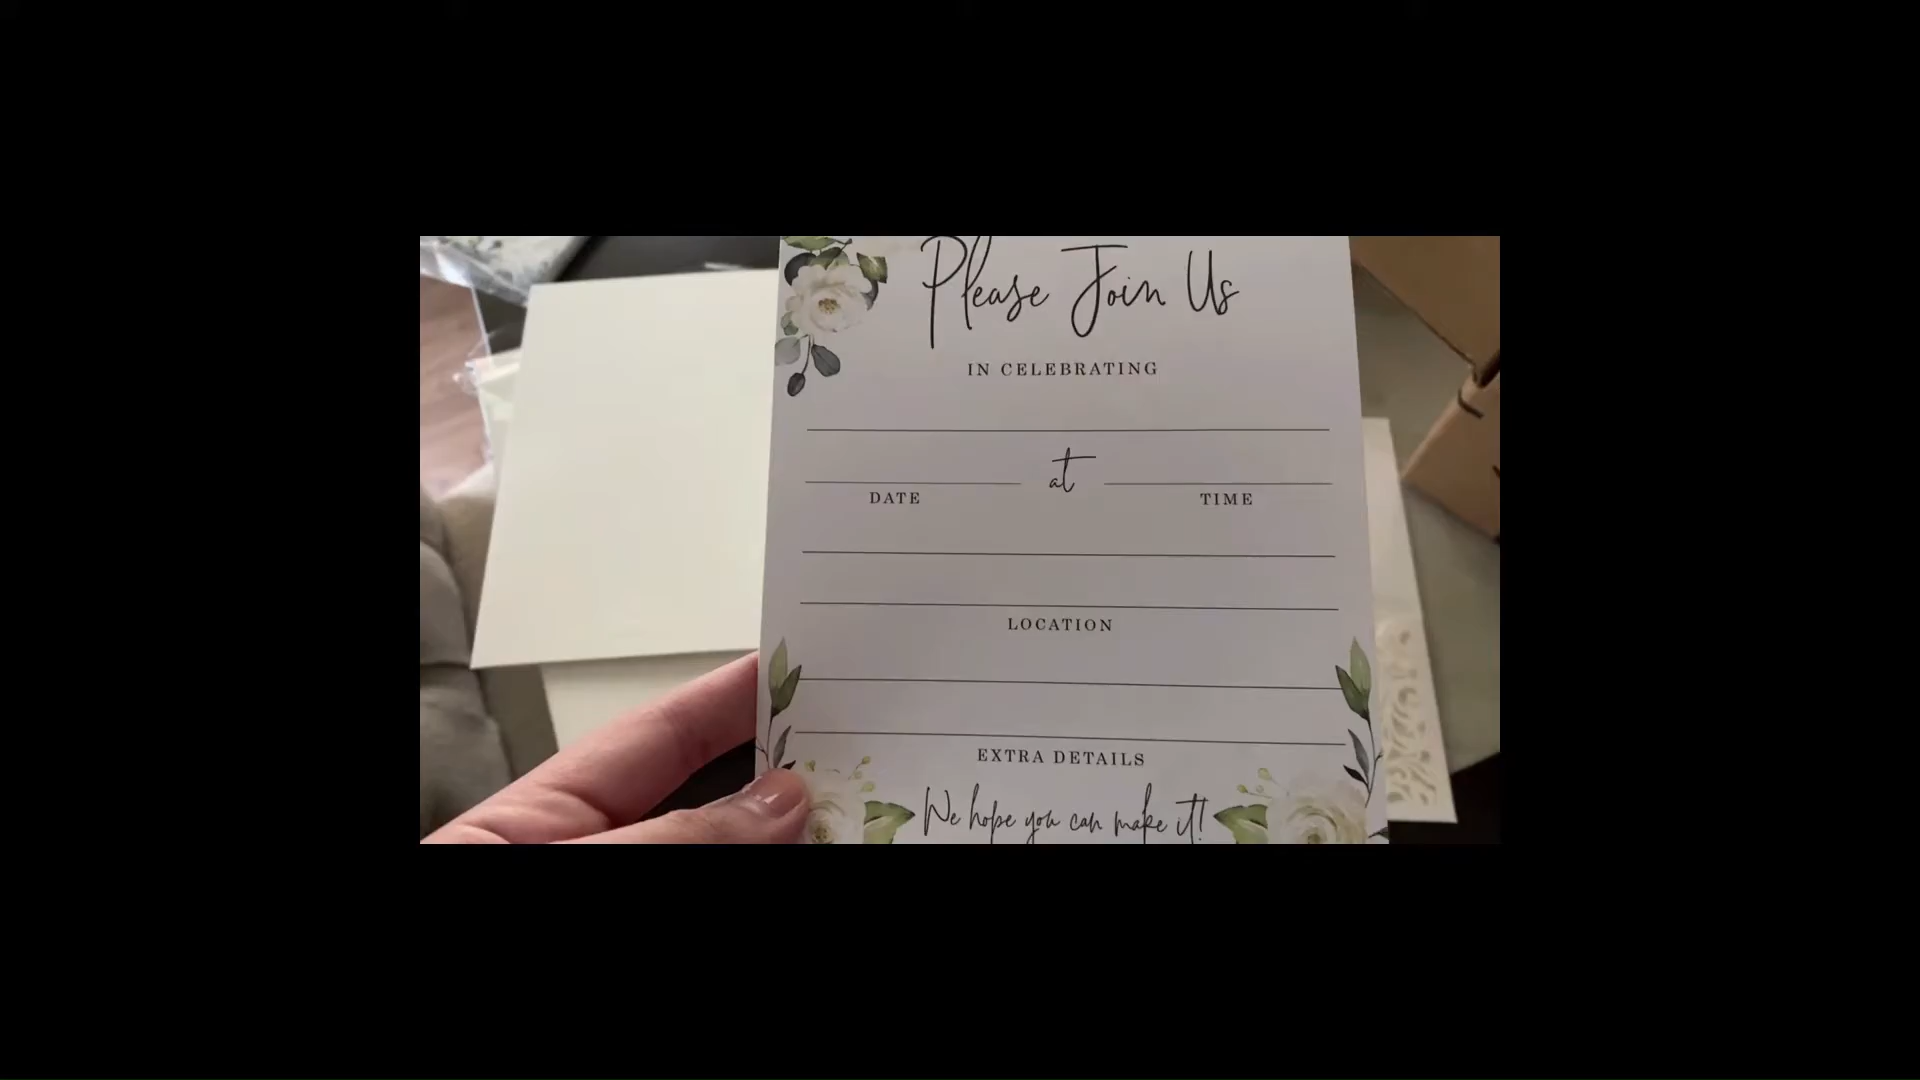 Please Join Us
IN CELEBRATING
at
DATE TIME
LOCATION
EXTRA DETAILS
We hope you can make it!